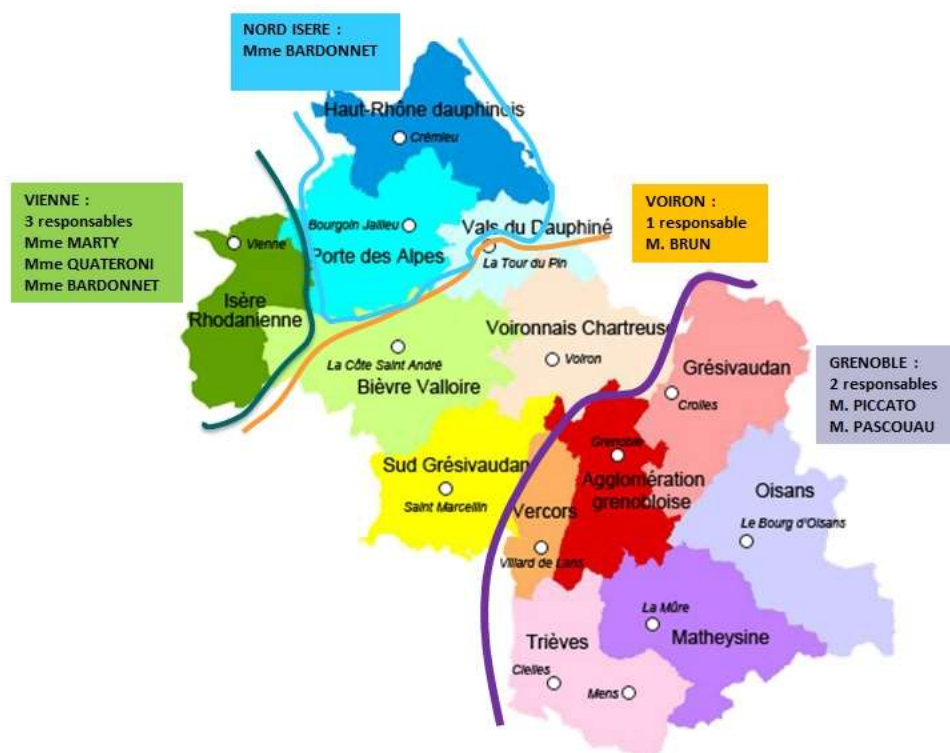 NORD ISERE :
Mme BARDONNET
Haut-Rhône dauphinois
Crémieu
VIENNE :
3 responsables
Mme MARTY
Mme QUATERONI
Mme BARDONNET
VOIRON :
1 responsable
M. BRUN
Bourgoin Jallieu
Vals du Dauphiné
Vienne
Porte des Alpes
La Tour du Pin
Isère
Rhodanienne
Voironnais Chartreuse
La Côte Saint André
Voiron
Bièvre Valloire
Grésivaudan
GRENOBLE :
2 responsables
M. PICCATO
M. PASCOUAU
Crolles
Grenoble
Sud Grésivaudan
Agglomération
grenobloise
Saint Marcellin
Oisans
Vercors
Le Bourg d'Oisans
Villard de Lans
La Mûre
Trièves
Matheysine
Clelles
Mens